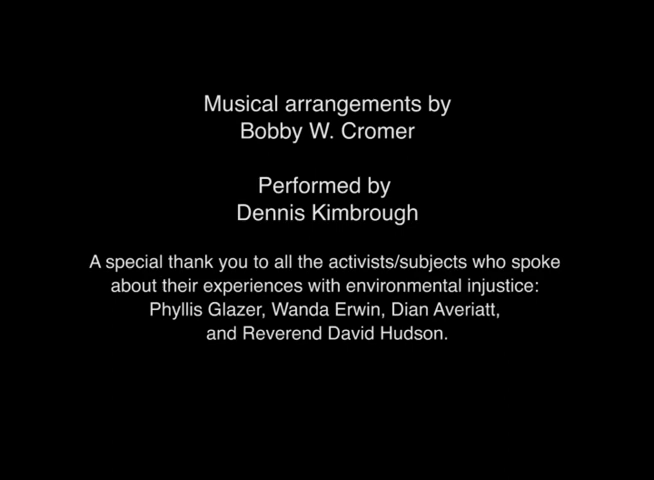 Musical arrangements by
Bobby W. Cromer
Performed by
Dennis Kimbrough
A special thank you to all the activists/subjects who spoke
about their experiences with environmental injustice:
Phyllis Glazer, Wanda Erwin, Dian Averiatt,
and Reverend David Hudson.